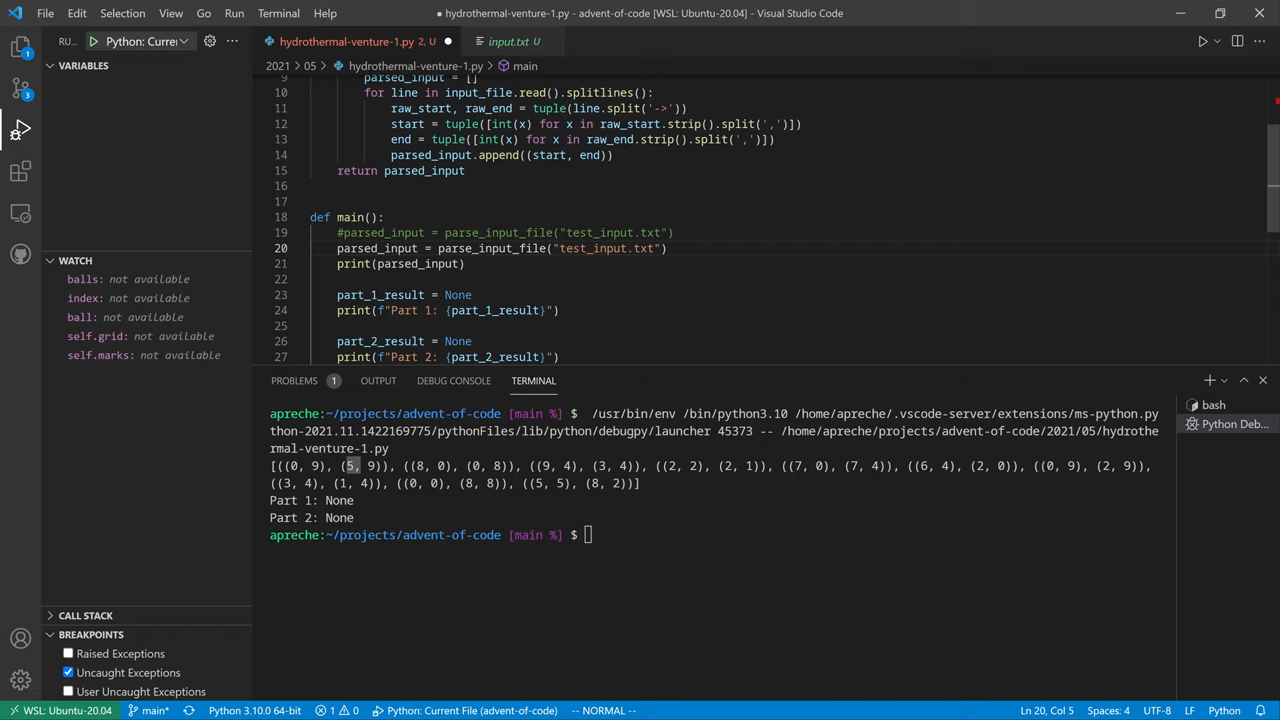 File Edit Selection View Go Run Terminal Help
● hydrothermal-venture-1.py - advent-of-code [WSL: Ubuntu-20.04] - Visual Studio Code
RU... Python: Curre
hydrothermal-venture-1.py 2, U ●
input.txt U
2021 > 05 > hydrothermal-venture-1.py > main
VARIABLES
WATCH
balls: not available
index: not available
ball: not available
self.grid: not available
self.marks: not available
CALL STACK
BREAKPOINTS
Raised Exceptions
Uncaught Exceptions
User Uncaught Exceptions
1
3
9 parsed_input = []
10 for line in input_file.read().splitlines():
11 raw_start, raw_end = tuple(line.split('->'))
12 start = tuple([int(x) for x in raw_start.strip().split(',')])
13 end = tuple([int(x) for x in raw_end.strip().split(',')])
14 parsed_input.append((start, end))
15 return parsed_input
16
17
18 def main():
19 #parsed_input = parse_input_file("test_input.txt")
20 parsed_input = parse_input_file("test_input.txt")
21 print(parsed_input)
22
23 part_1_result = None
24 print(f"Part 1: {part_1_result}")
25
26 part_2_result = None
27 print(f"Part 2: {part_2_result}")
PROBLEMS 1 OUTPUT DEBUG CONSOLE TERMINAL
bash
Python Deb...
apreche:~/projects/advent-of-code [main %] $ /usr/bin/env /bin/python3.10 /home/apreche/.vscode-server/extensions/ms-python.py
thon-2021.11.1422169775/pythonFiles/lib/python/debugpy/launcher 45373 -- /home/apreche/projects/advent-of-code/2021/05/hydrothe
rmal-venture-1.py
[((0, 9), (5, 9)), ((8, 0), (0, 8)), ((9, 4), (3, 4)), ((2, 2), (2, 1)), ((7, 0), (7, 4)), ((6, 4), (2, 0)), ((0, 9), (2, 9)),
((3, 4), (1, 4)), ((0, 0), (8, 8)), ((5, 5), (8, 2))]
Part 1: None
Part 2: None
apreche:~/projects/advent-of-code [main %] $
WSL: Ubuntu-20.04 main* Python 3.10.0 64-bit 1 0 Python: Current File (advent-of-code) -- NORMAL -- Ln 20, Col 5 Spaces: 4 UTF-8 LF Python